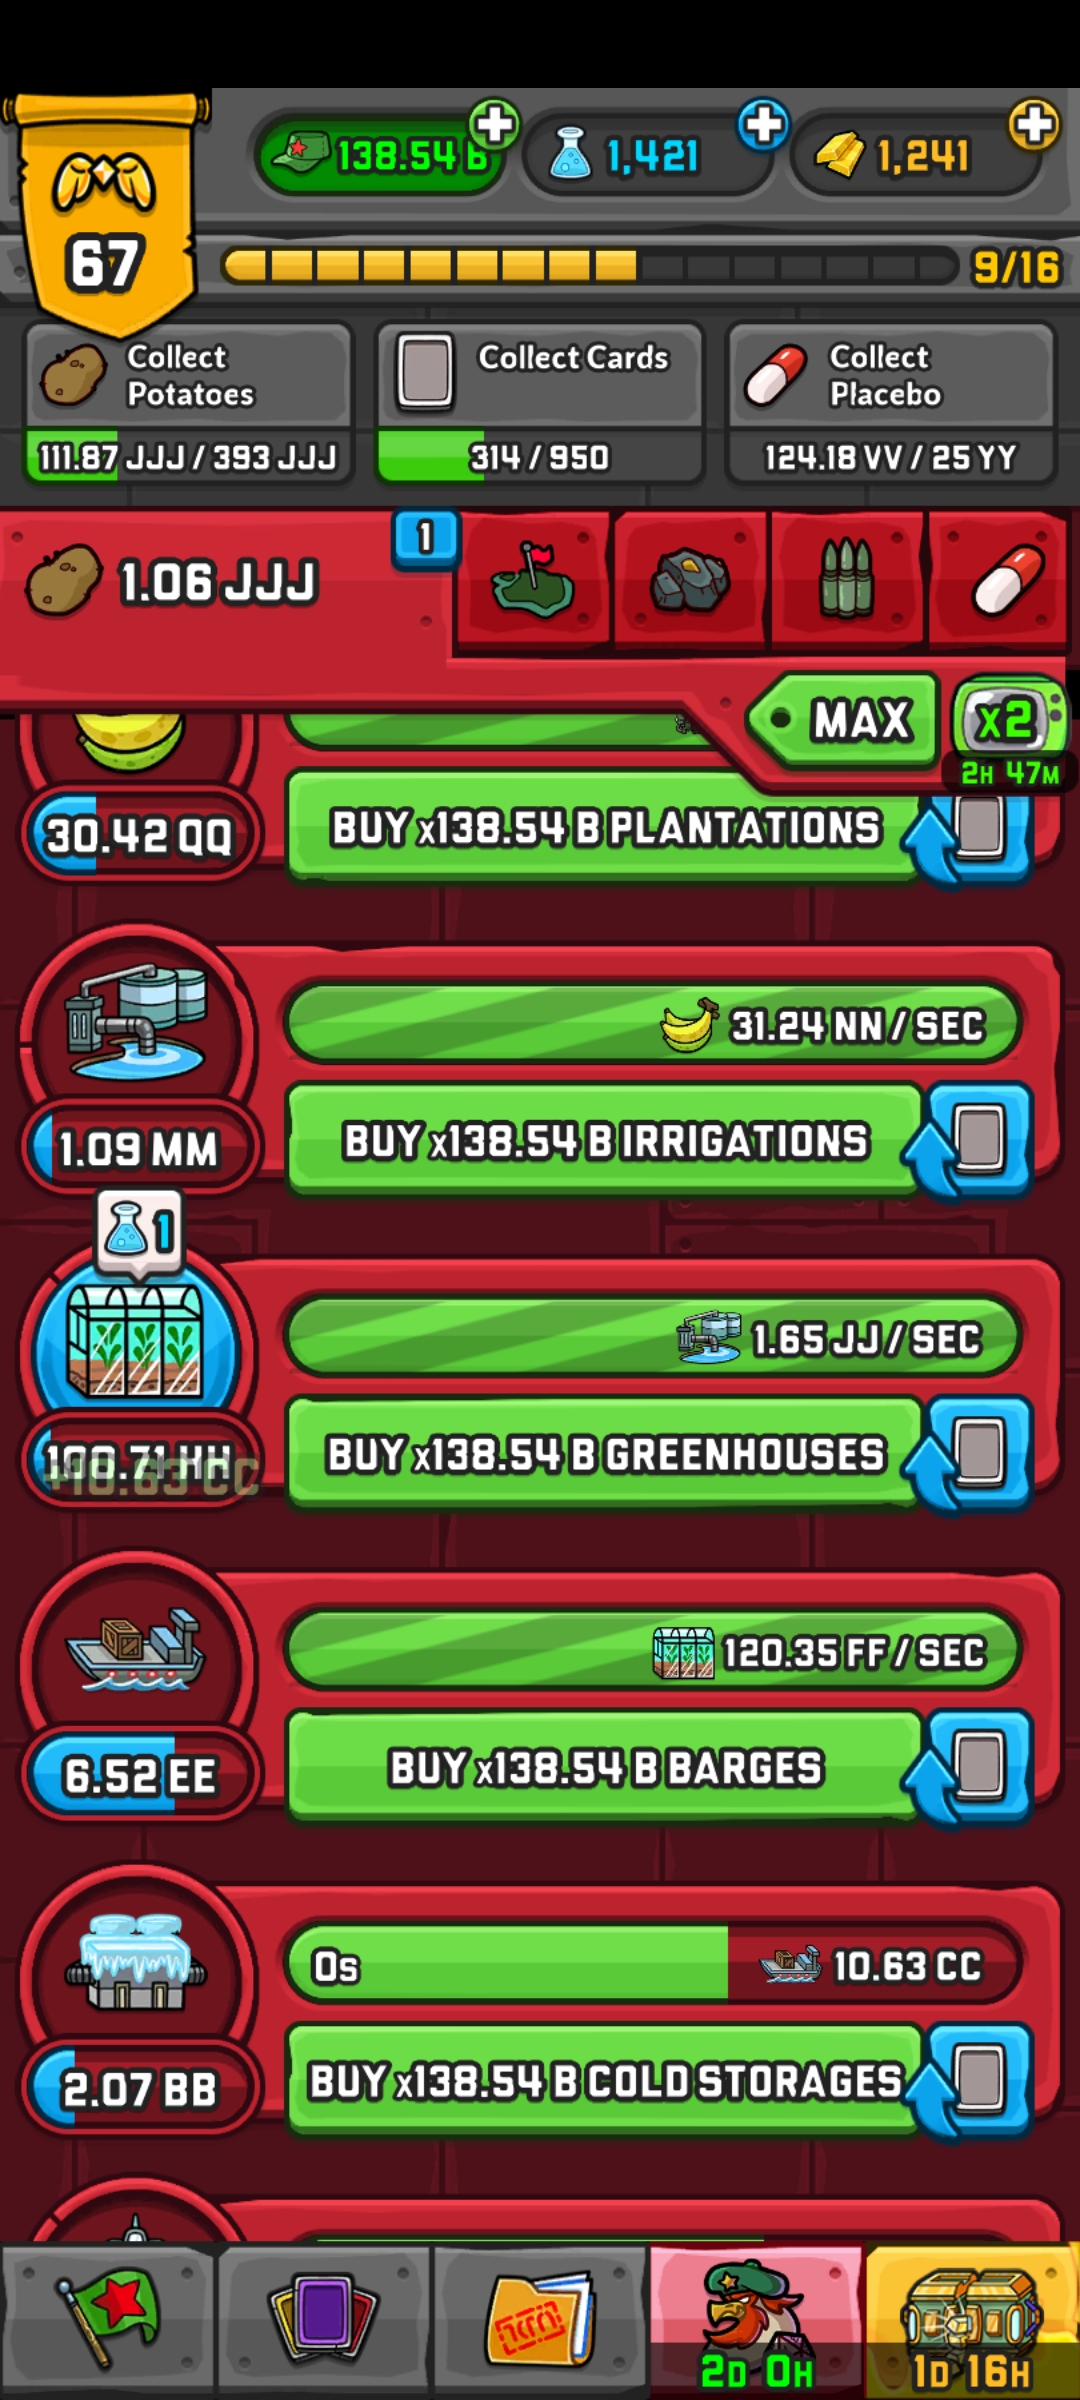 138.54 B
1,421
1,241
67
9/16
Collect
Potatoes
111.87 JJJ / 393 JJJ
Collect Cards
314 / 950
Collect
Placebo
124.18 VV / 25 YY
1.06 JJJ
1
MAX
x2
2H 47M
30.42 QQ
BUY x138.54 B PLANTATIONS
31.24 NN / SEC
1.09 MM
BUY x138.54 B IRRIGATIONS
1
1.65 JJ / SEC
BUY x138.54 B GREENHOUSES
+10.63 CC
120.35 FF / SEC
6.52 EE
BUY x138.54 B BARGES
0s
10.63 CC
2.07 BB
BUY x138.54 B COLD STORAGES
2D 0H
1D 16H